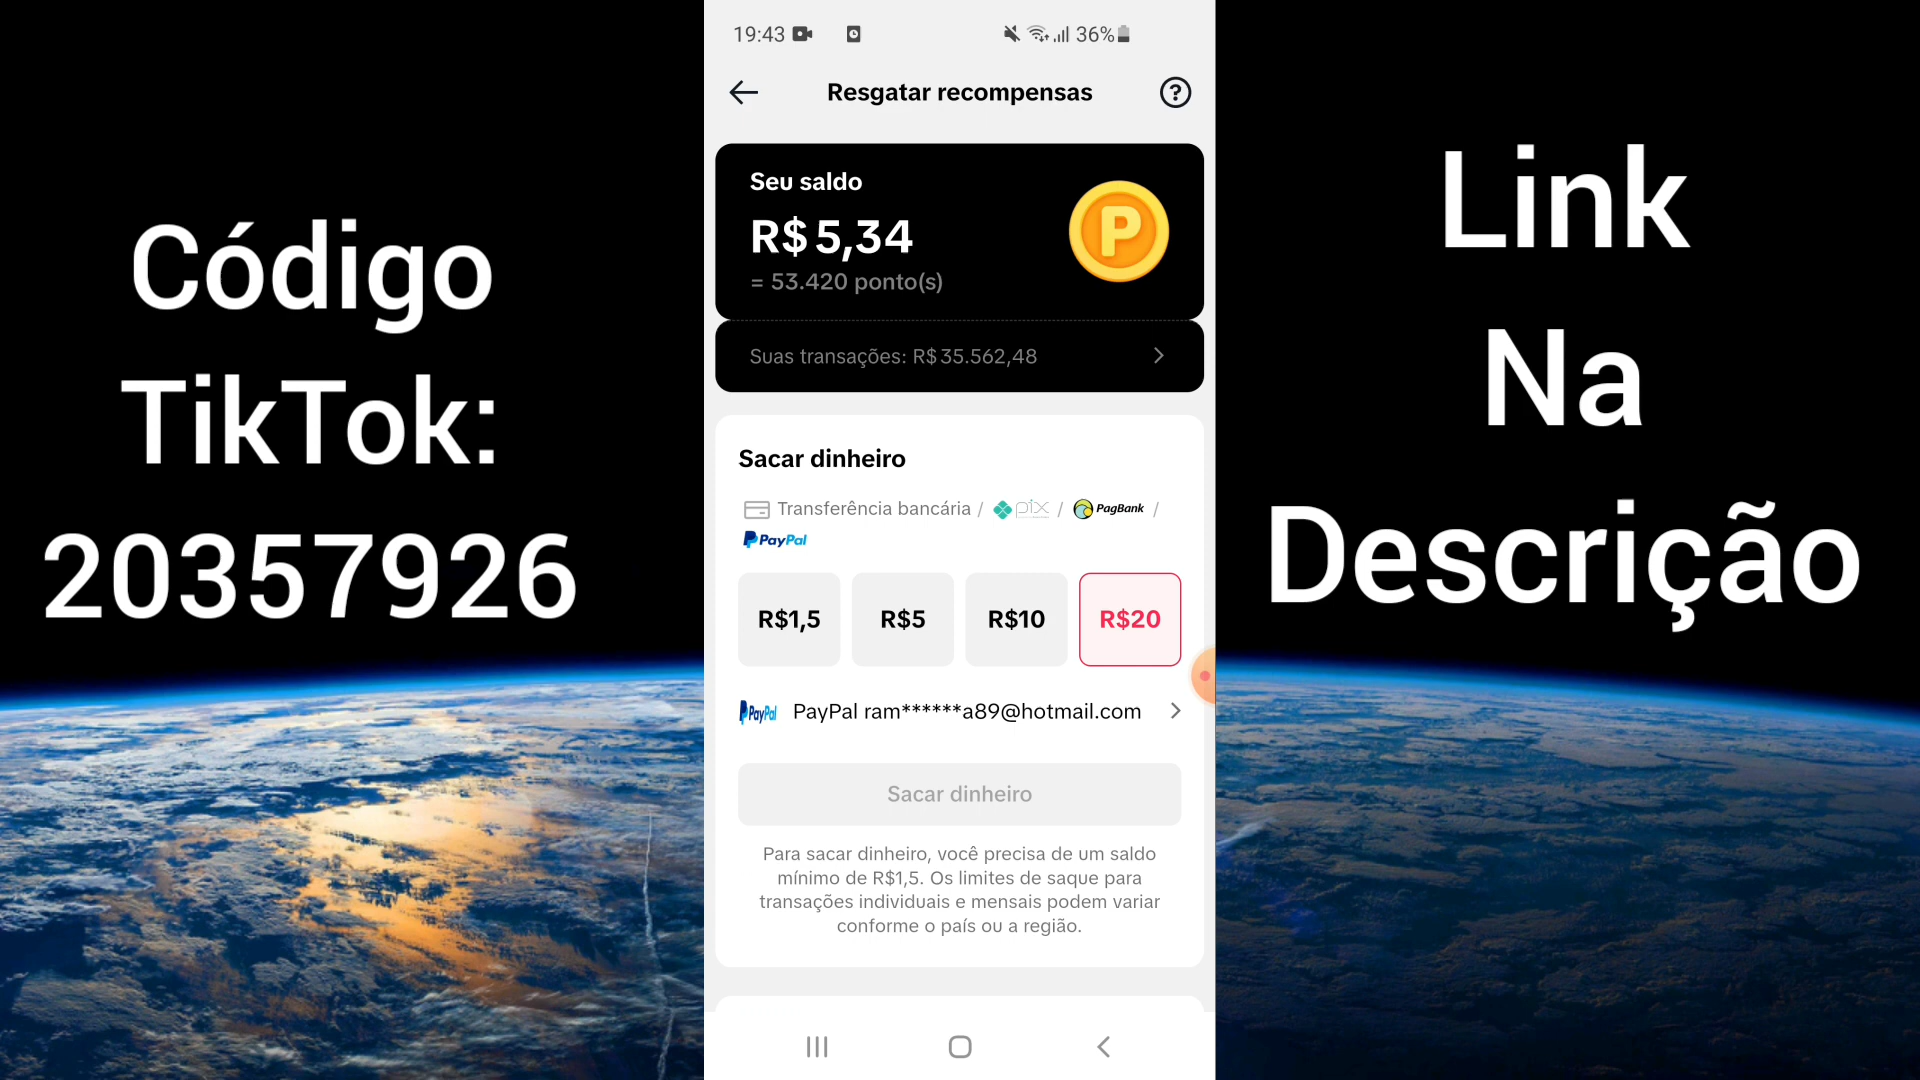 Código
TikTok:
20357926
19:43
36%
Resgatar recompensas
?
Seu saldo
R$5,34
= 53.420 ponto(s)
P
Suas transações: R$35.562,48
Sacar dinheiro
Transferência bancária / pix / PagBank /
PayPal
R$1,5 R$5 R$10 R$20
PayPal PayPal ram******a89@hotmail.com
Sacar dinheiro
Para sacar dinheiro, você precisa de um saldo
mínimo de R$1,5. Os limites de saque para
transações individuais e mensais podem variar
conforme o país ou a região.
Link
Na
Descrição